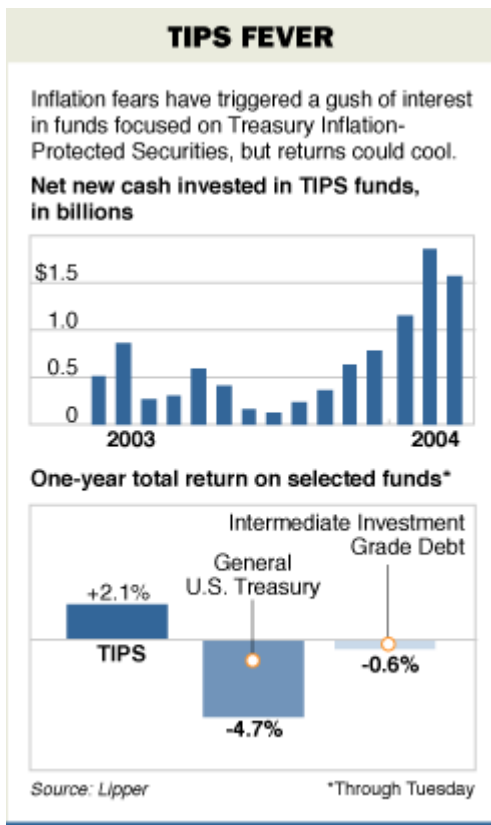 TIPS FEVER
Inflation fears have triggered a gush of interest
in funds focused on Treasury Inflation-
Protected Securities, but returns could cool.
Net new cash invested in TIPS funds,
in billions
$1.5
1.0
0.5
0
2003
2004
One-year total return on selected funds*
Intermediate Investment
Grade Debt
General
U.S. Treasury
+2.1%
TIPS
-0.6%
-4.7%
Source: Lipper
*Through Tuesday